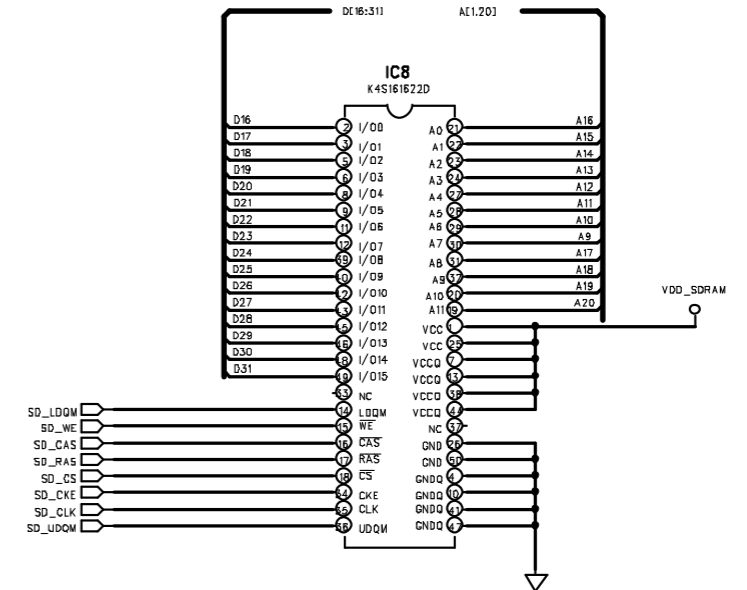 D[16:31] A[1.20]
IC8
K4S161622D
D16 2 I/O0 A0 21 A16
D17 3 I/O1 A1 22 A15
D18 5 I/O2 A2 23 A14
D19 6 I/O3 A3 24 A13
D20 8 I/O4 A4 27 A12
D21 9 I/O5 A5 28 A11
D22 11 I/O6 A6 29 A10
D23 12 I/O7 A7 30 A9
D24 39 I/O8 A8 31 A17
D25 40 I/O9 A9 32 A18
D26 42 I/O10 A10 20 A19
D27 43 I/O11 A11 19 A20
VDD_SDRAM
D28 45 I/O12 VCC 1
D29 46 I/O13 VCC 25
D30 48 I/O14 VCCQ 7
D31 49 I/O15 VCCQ 13
33 NC VCCQ 38
SD_LDQM 14 LDQM VCCQ 44
SD_WE 15 WE NC 37
SD_CAS 16 CAS GND 26
SD_RAS 17 RAS GND 50
SD_CS 18 CS GNDQ 4
SD_CKE 34 CKE GNDQ 10
SD_CLK 35 CLK GNDQ 41
SD_UDQM 36 UDQM GNDQ 47